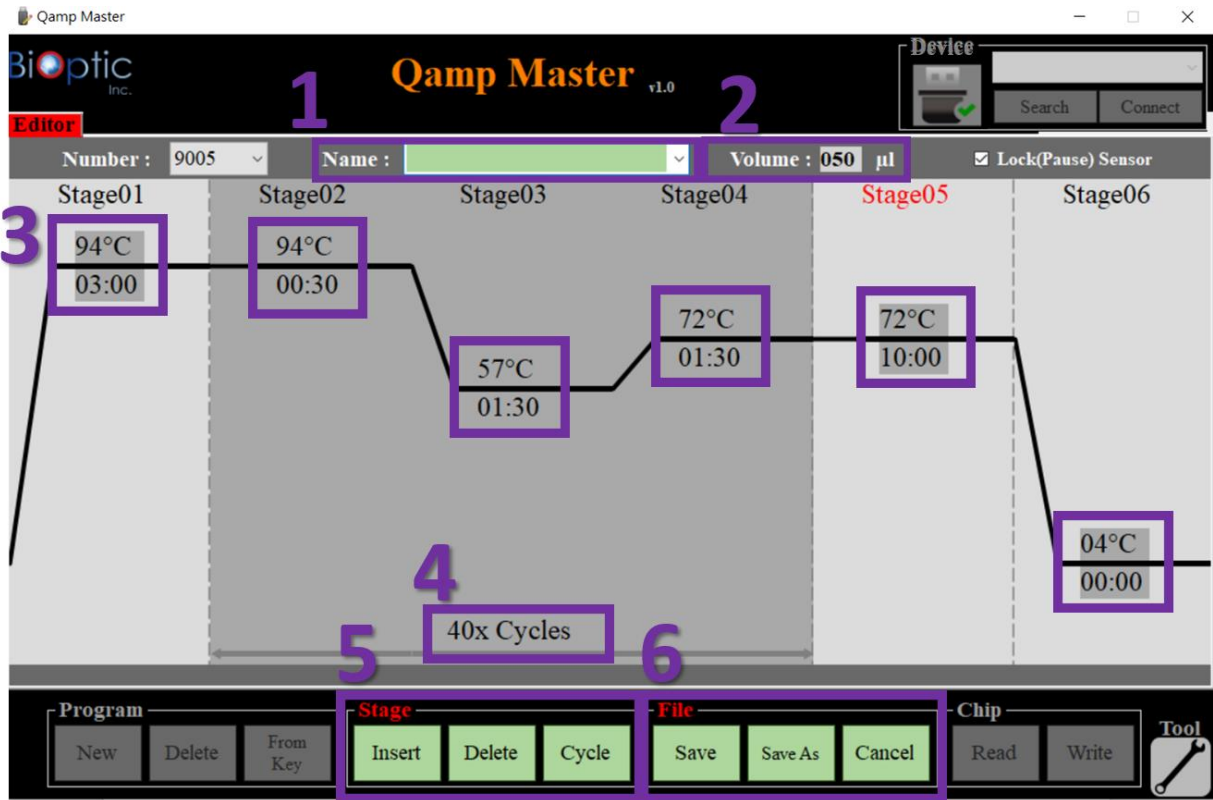 Qamp Master
BiOptic
Inc.
Qamp Master v1.0
Device
Search Connect
1
2
Editor
Number : 9005 Name : Volume : 050 µl Lock(Pause) Sensor
Stage01 Stage02 Stage03 Stage04 Stage05 Stage06
3
94°C 94°C
03:00 00:30
72°C 72°C
01:30 10:00
57°C
01:30
04°C
00:00
4
40x Cycles
5
6
Program Stage File Chip Tool
New Delete From Key Insert Delete Cycle Save Save As Cancel Read Write